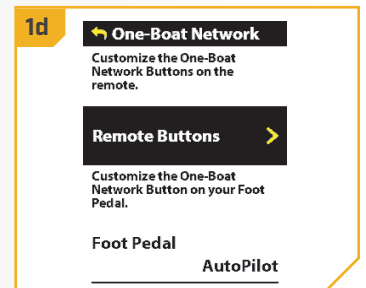 1d
One-Boat Network
Customize the One-Boat
Network Buttons on the
remote.
Remote Buttons
Customize the One-Boat
Network Button on your Foot
Pedal.
Foot Pedal
AutoPilot